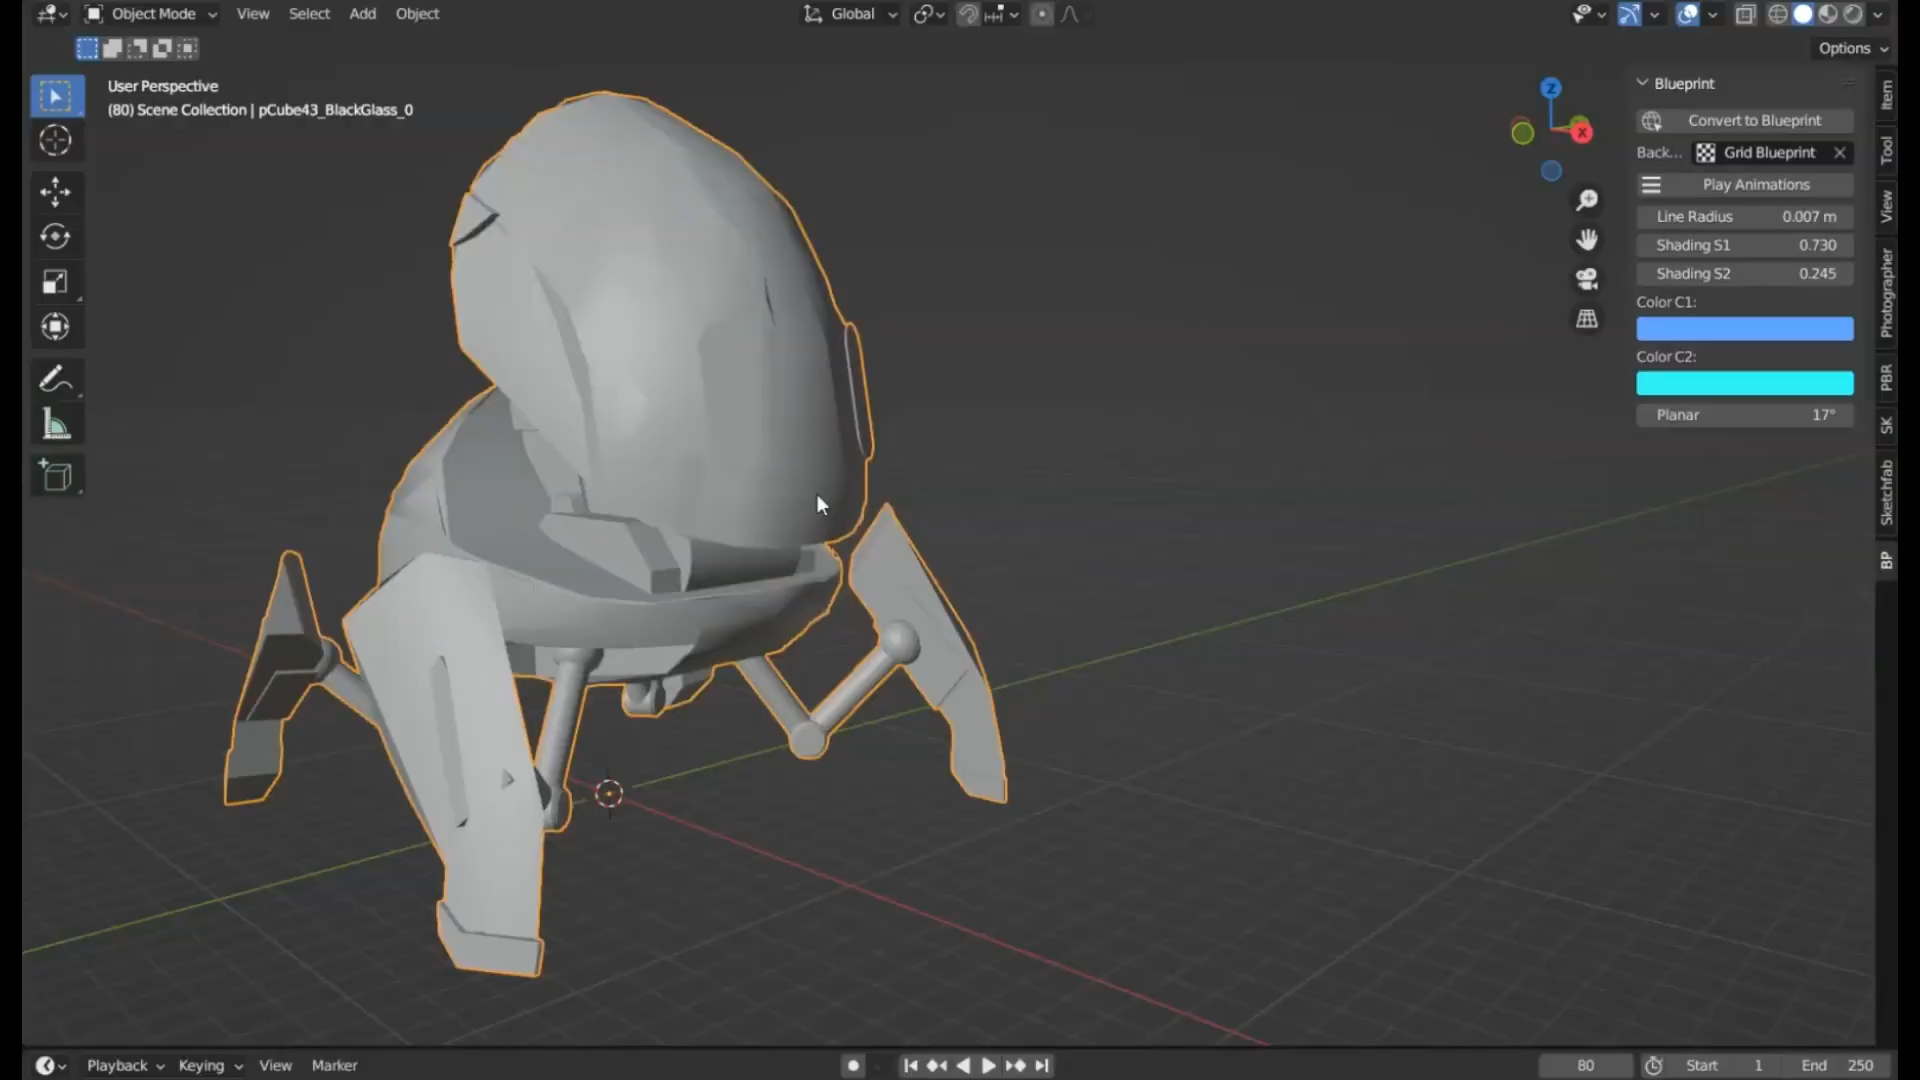 Object Mode View Select Add Object Global
Options
User Perspective
(80) Scene Collection | pCube43_BlackGlass_0
Z
X
Blueprint
Convert to Blueprint
Back... Grid Blueprint
Play Animations
Line Radius 0.007 m
Shading S1 0.730
Shading S2 0.245
Color C1:
Color C2:
Planar 17°
Item
Tool
View
Photographer
PBR
SK
Sketchfab
BP
Playback Keying View Marker 80 Start 1 End 250